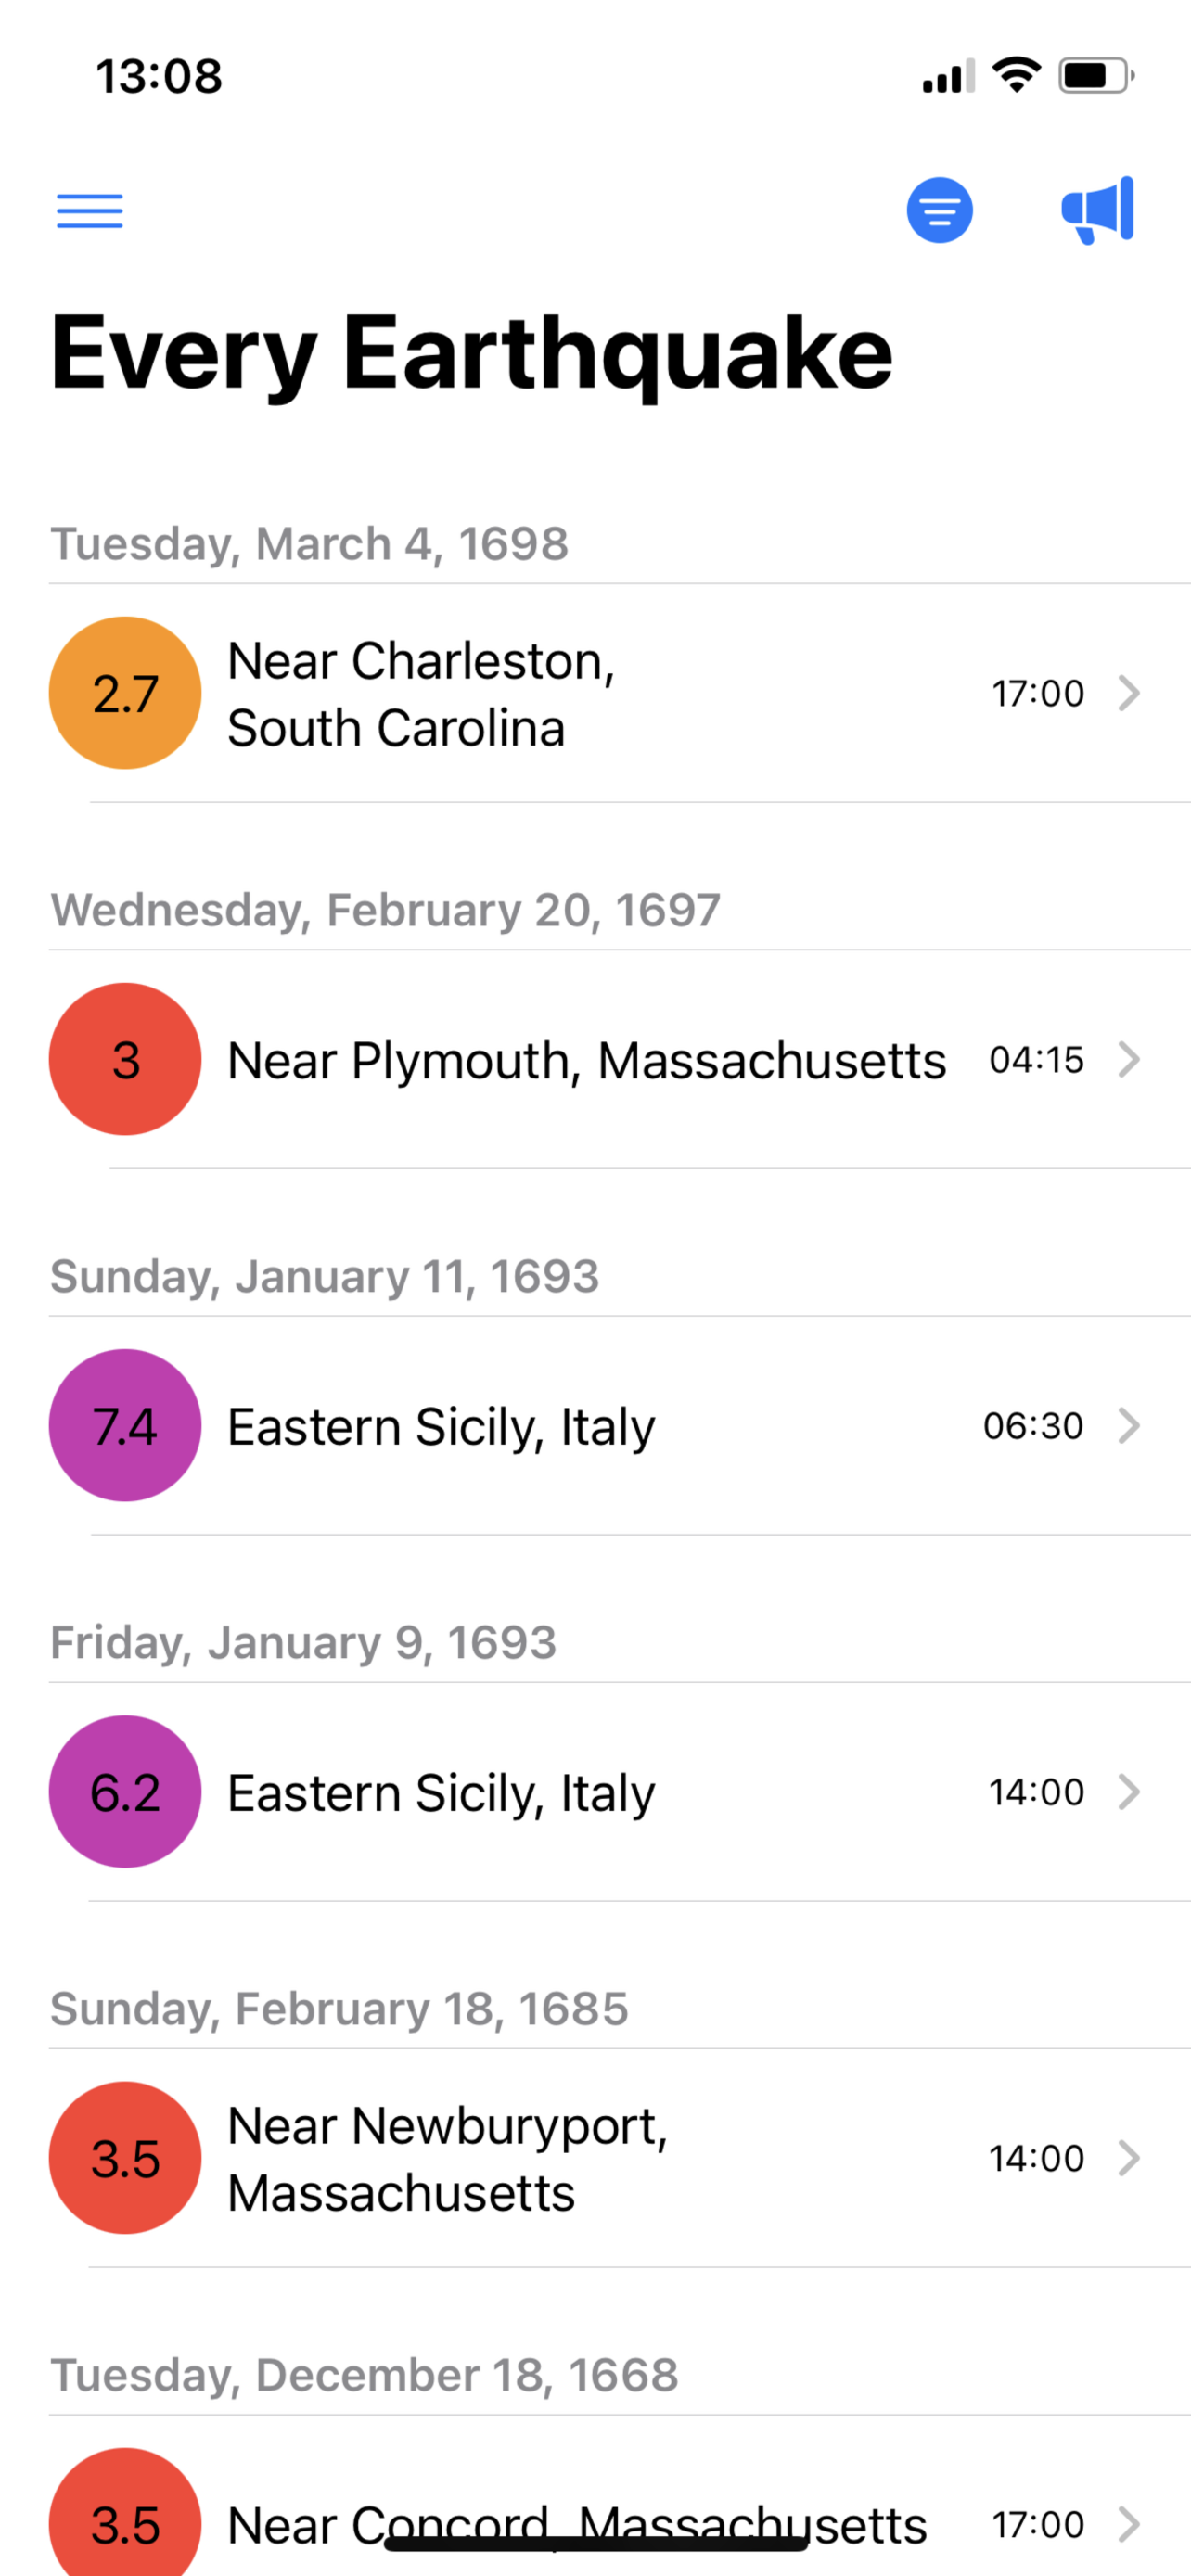 13:08
Every Earthquake
Tuesday, March 4, 1698
2.7
Near Charleston,
South Carolina
17:00
Wednesday, February 20, 1697
3
Near Plymouth, Massachusetts
04:15
Sunday, January 11, 1693
7.4
Eastern Sicily, Italy
06:30
Friday, January 9, 1693
6.2
Eastern Sicily, Italy
14:00
Sunday, February 18, 1685
3.5
Near Newburyport,
Massachusetts
14:00
Tuesday, December 18, 1668
3.5
Near Concord, Massachusetts
17:00